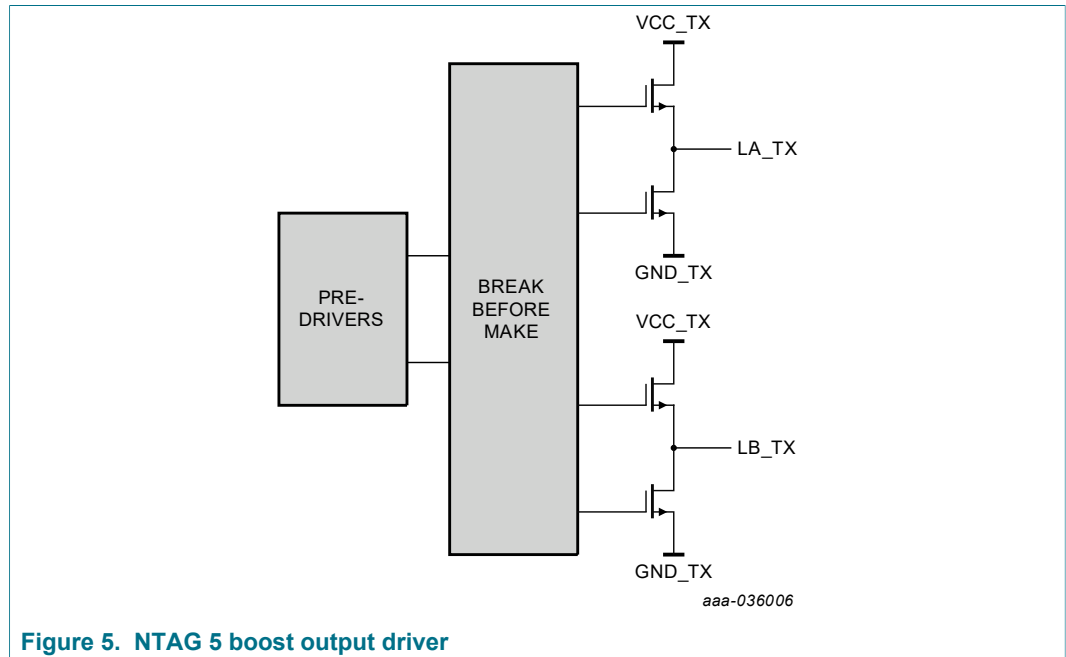 VCC_TX
LA_TX
GND_TX
PRE-
DRIVERS
BREAK
BEFORE
MAKE
VCC_TX
LB_TX
GND_TX
aaa-036006
Figure 5. NTAG 5 boost output driver